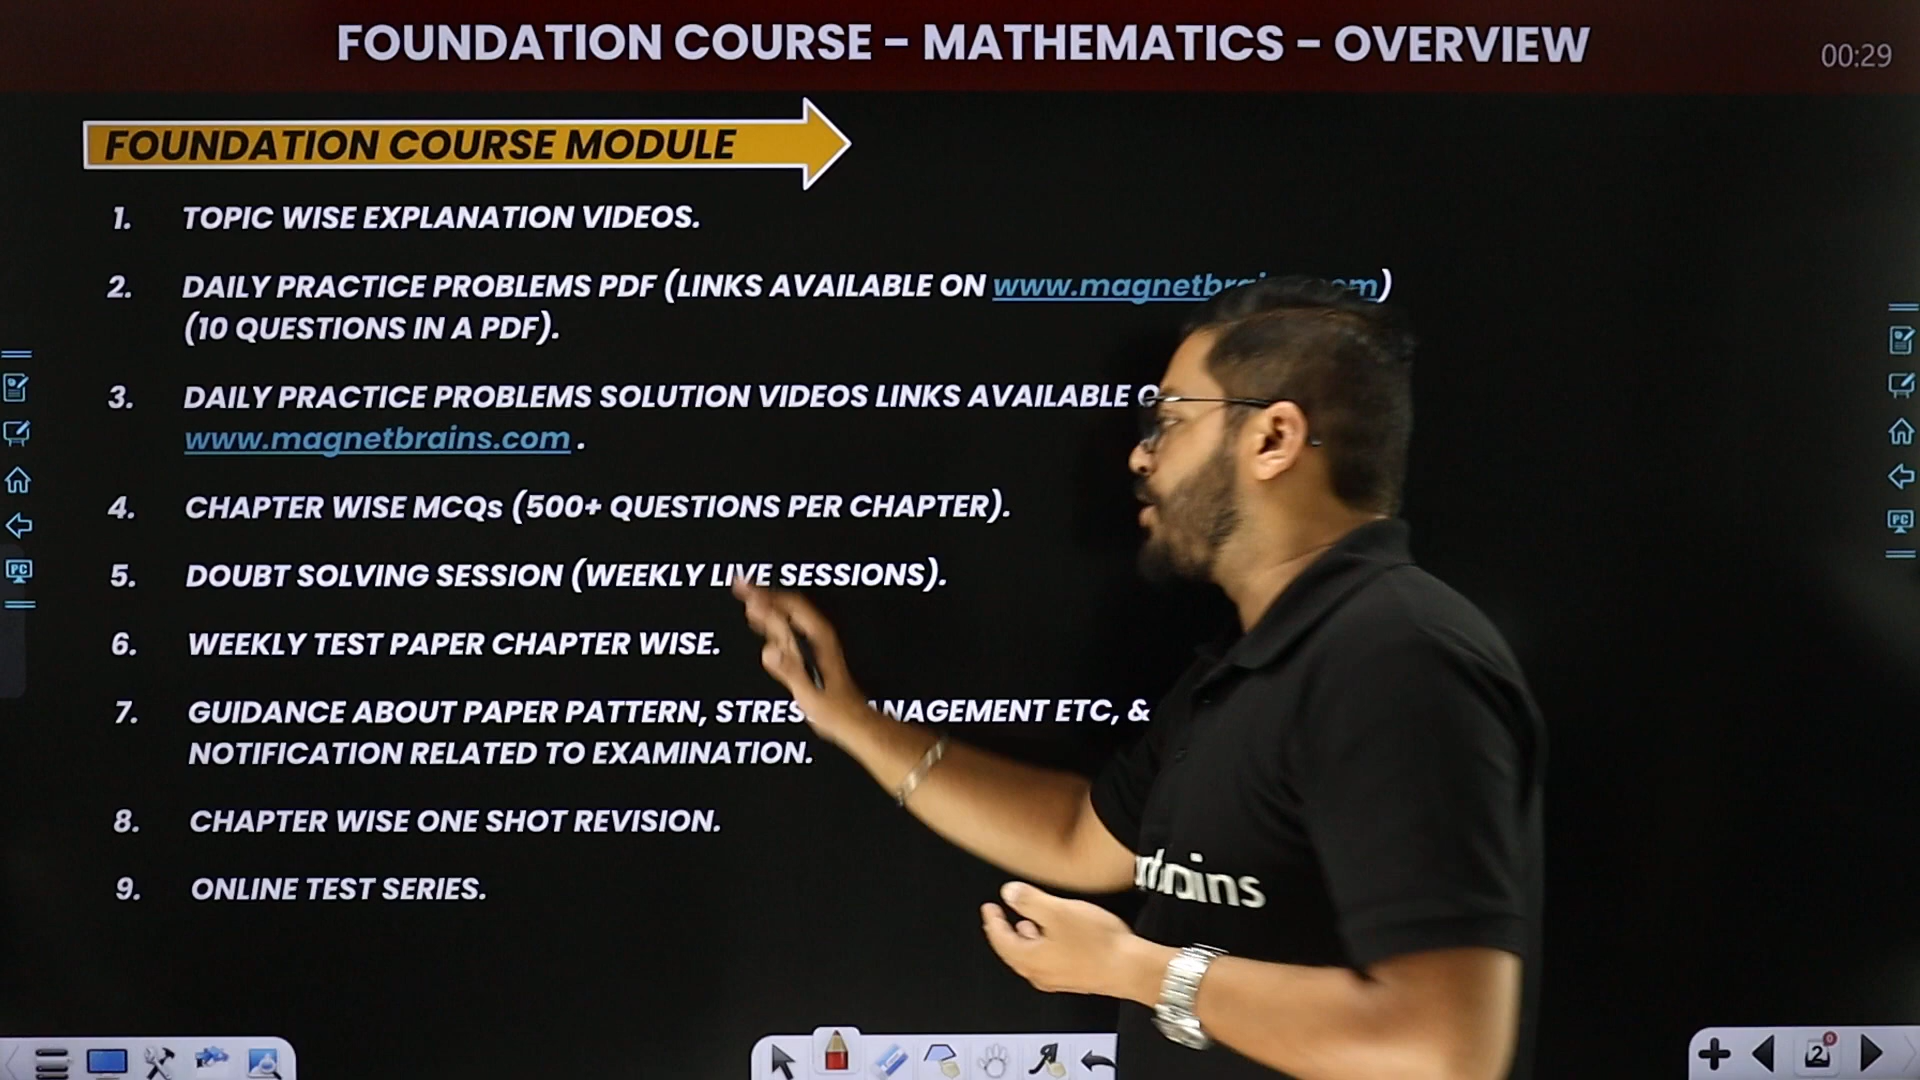 FOUNDATION COURSE - MATHEMATICS - OVERVIEW
00:29
FOUNDATION COURSE MODULE
1. TOPIC WISE EXPLANATION VIDEOS.
2. DAILY PRACTICE PROBLEMS PDF (LINKS AVAILABLE ON )
(10 QUESTIONS IN A PDF).
3. DAILY PRACTICE PROBLEMS SOLUTION VIDEOS LINKS AVAILABLE
www.magnetbrains.com .
4. CHAPTER WISE MCQs (500+ QUESTIONS PER CHAPTER).
5. DOUBT SOLVING SESSION (WEEKLY LIVE SESSIONS).
6. WEEKLY TEST PAPER CHAPTER WISE.
7. GUIDANCE ABOUT PAPER PATTERN, ETC, &
NOTIFICATION RELATED TO EXAMINATION.
8. CHAPTER WISE ONE SHOT REVISION.
9. ONLINE TEST SERIES.
PC
PC
2
0